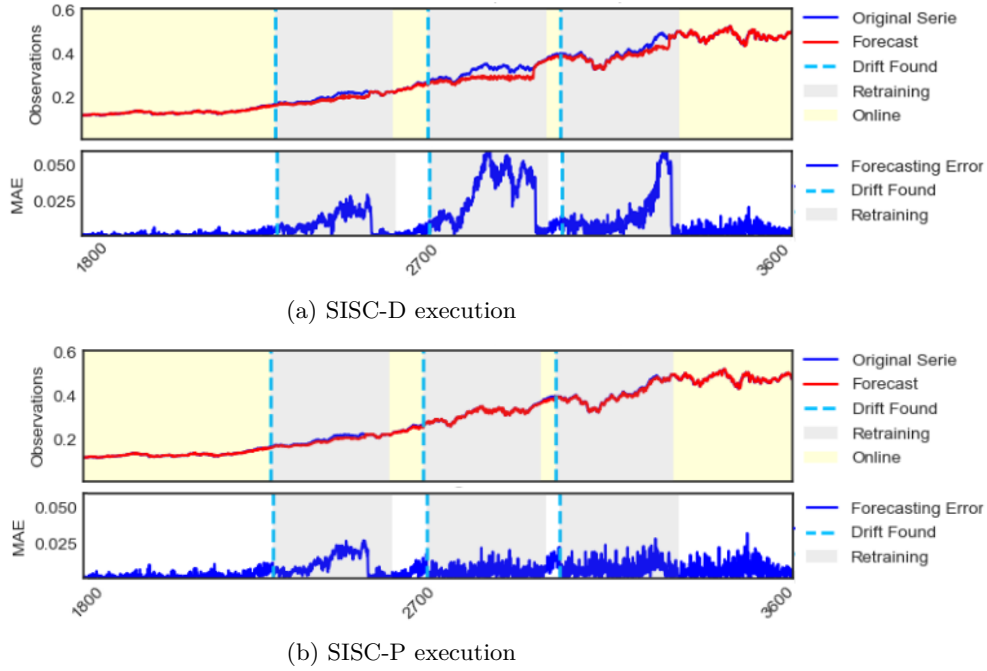 0.6
0.4
0.2
Observations
Original Serie
Forecast
Drift Found
Retraining
Online
0.050
0.025
MAE
Forecasting Error
Drift Found
Retraining
1800
2700
3600
(a) SISC-D execution
0.6
0.4
0.2
Observations
Original Serie
Forecast
Drift Found
Retraining
Online
0.050
0.025
MAE
Forecasting Error
Drift Found
Retraining
1800
2700
3600
(b) SISC-P execution